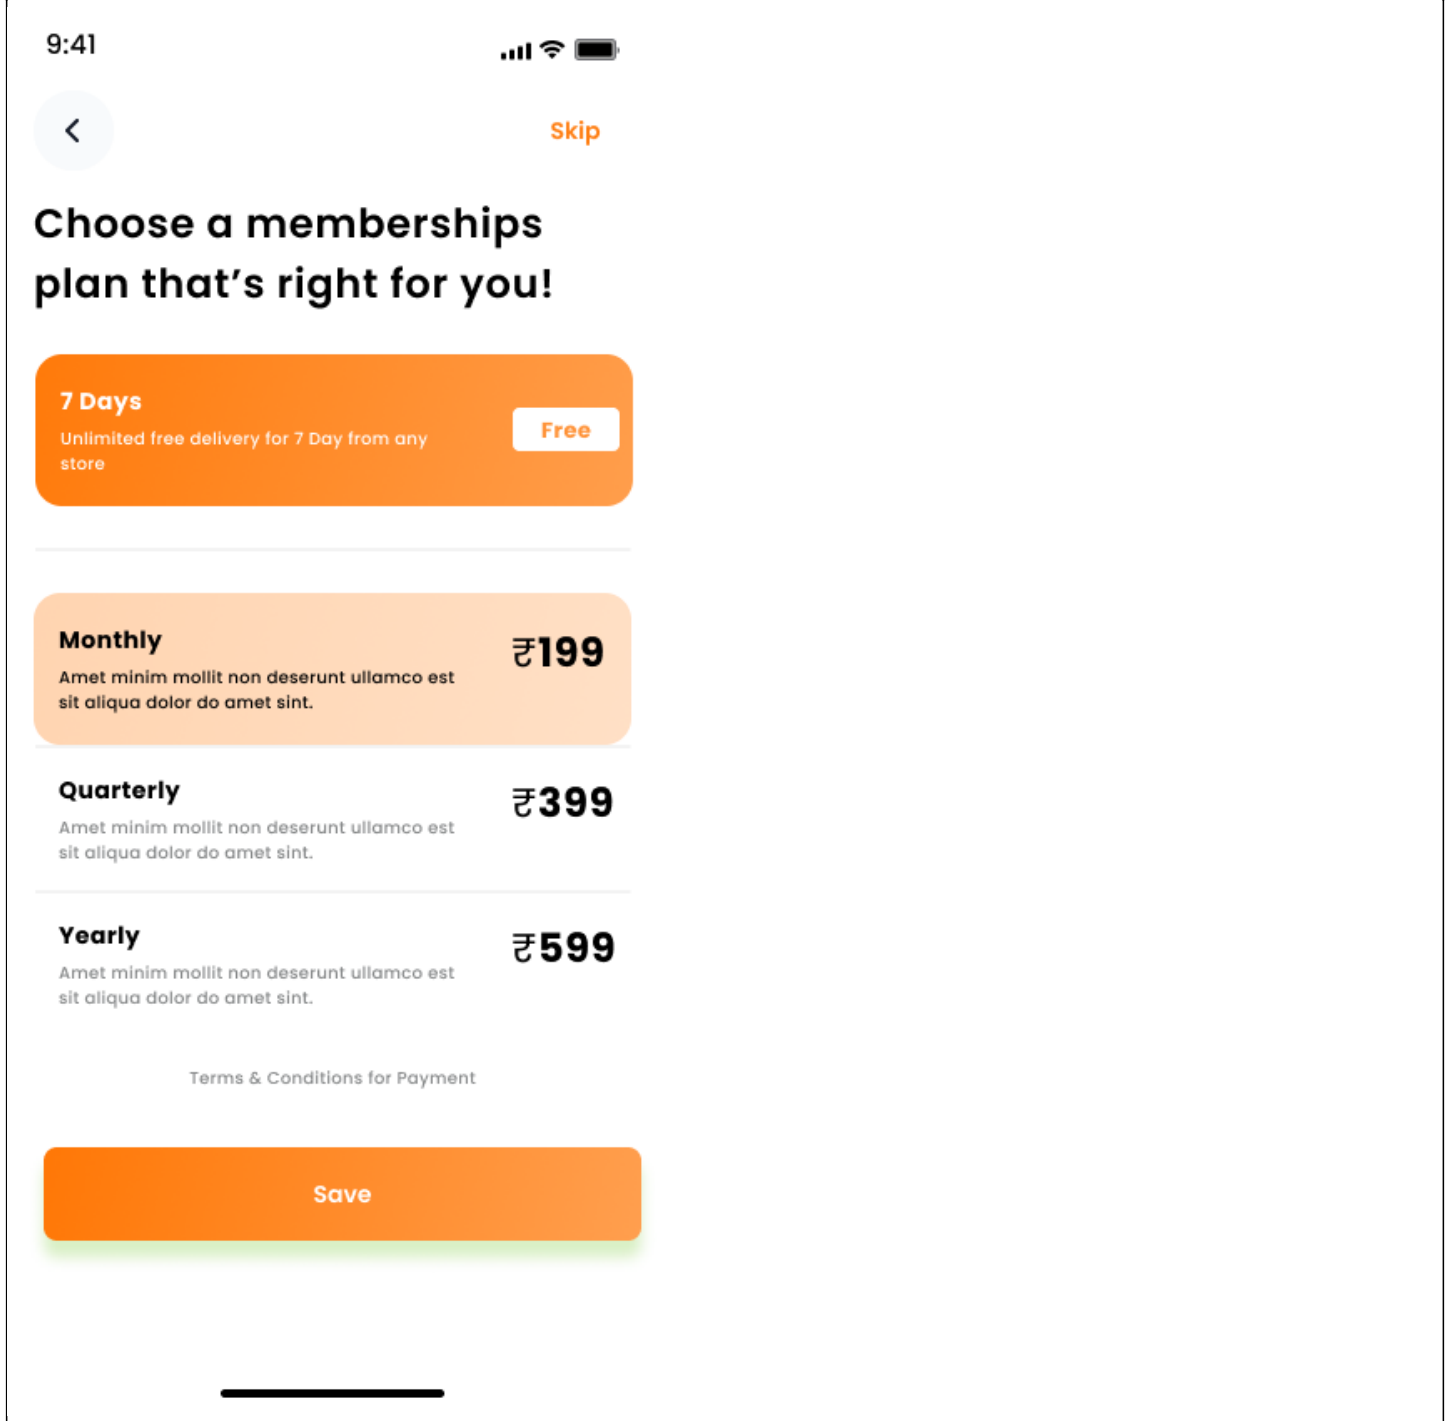 9:41
Skip
Choose a memberships
plan that’s right for you!
7 Days
Unlimited free delivery for 7 Day from any
store
Free
Monthly
₹199
Amet minim mollit non deserunt ullamco est
sit aliqua dolor do amet sint.
Quarterly
₹399
Amet minim mollit non deserunt ullamco est
sit aliqua dolor do amet sint.
Yearly
₹599
Amet minim mollit non deserunt ullamco est
sit aliqua dolor do amet sint.
Terms & Conditions for Payment
Save